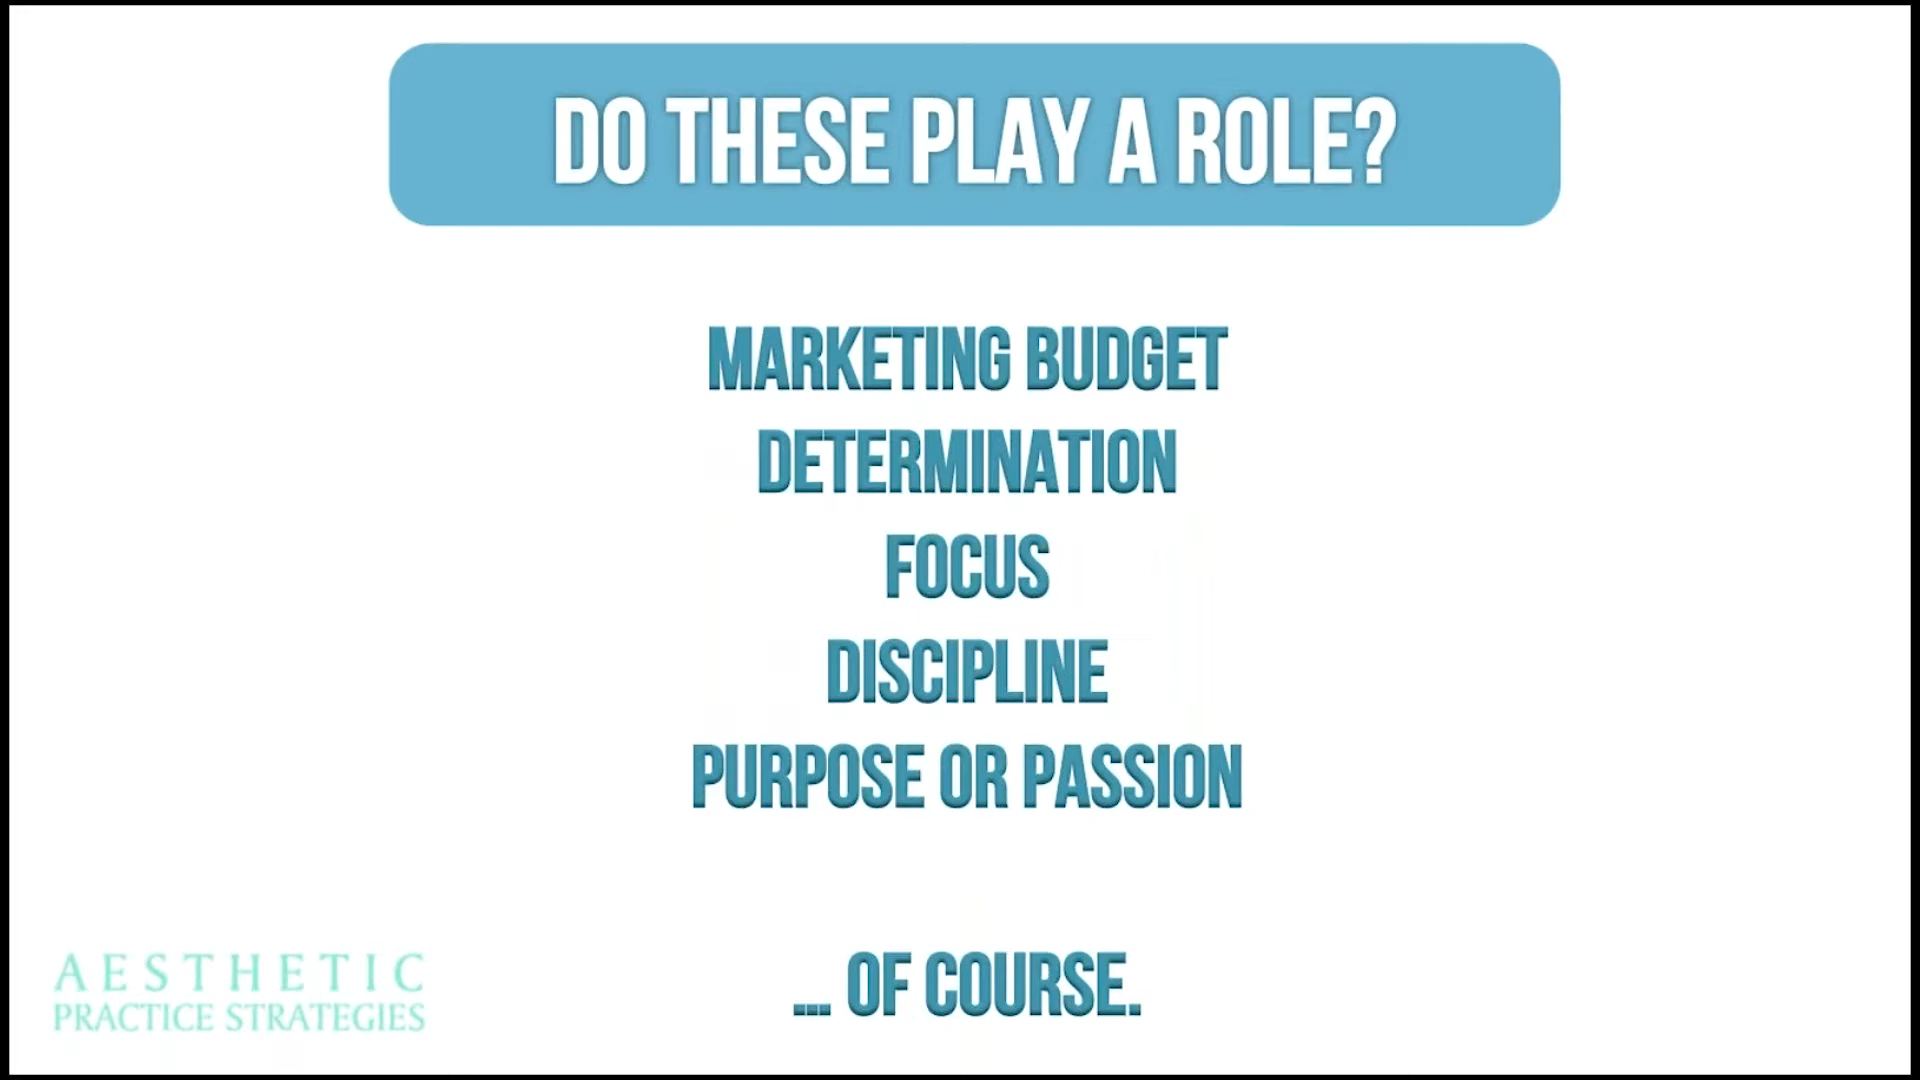 DO THESE PLAY A ROLE?
MARKETING BUDGET
DETERMINATION
FOCUS
DISCIPLINE
PURPOSE OR PASSION
... OF COURSE.
AESTHETIC
PRACTICE STRATEGIES